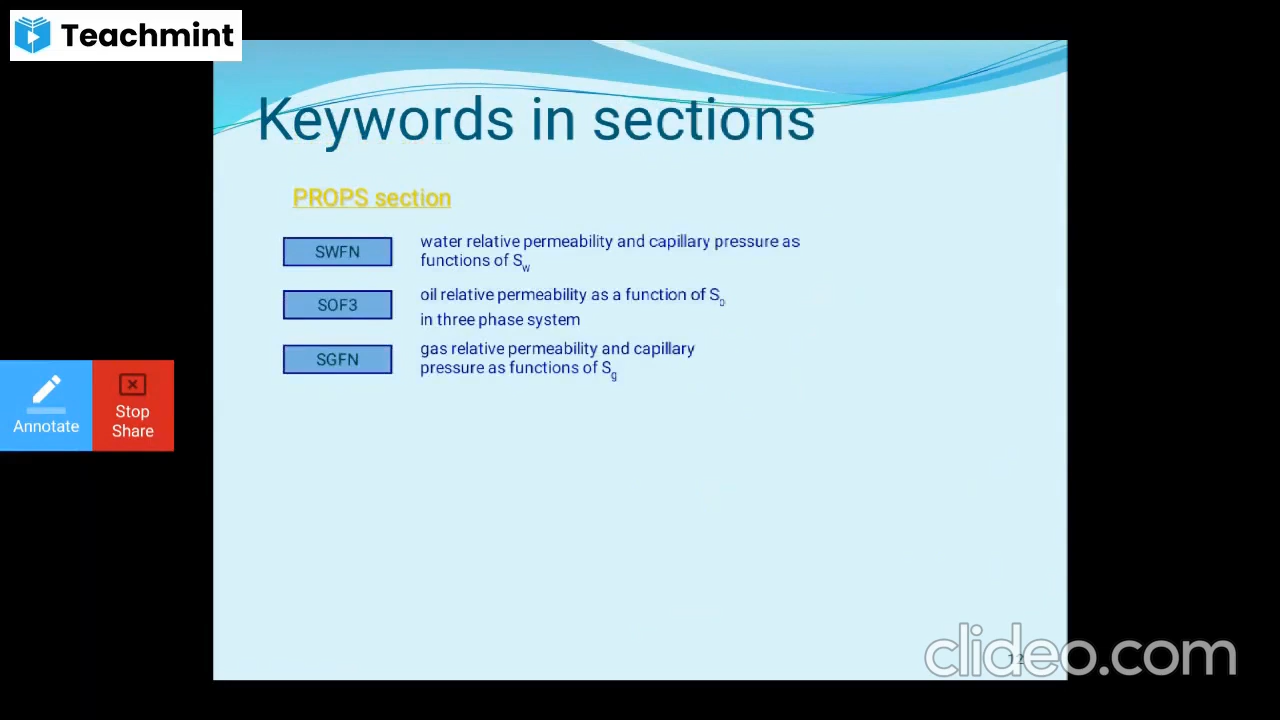 Teachmint
Keywords in sections
PROPS section
SWFN
water relative permeability and capillary pressure as
functions of Sw
SOF3
oil relative permeability as a function of So
in three phase system
SGFN
gas relative permeability and capillary
pressure as functions of Sg
Annotate
Stop
Share
clideo.com
12